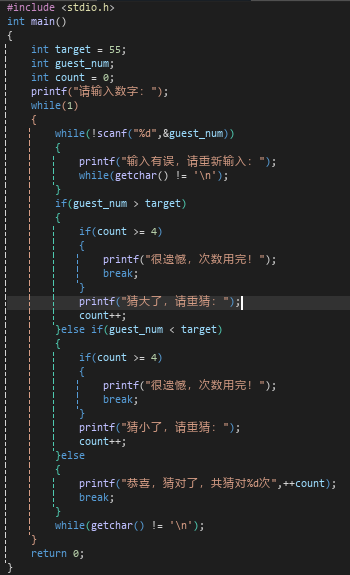 #include <stdio.h>
int main()
{
    int target = 55;
    int guest_num;
    int count = 0;
    printf("请输入数字：");
    while(1)
    {
        while(!scanf("%d",&guest_num))
        {
            printf("输入有误，请重新输入：");
            while(getchar() != '\n');
        }
        if(guest_num > target)
        {
            if(count >= 4)
            {
                printf("很遗憾，次数用完！");
                break;
            }
            printf("猜大了，请重猜：");
            count++;
        }else if(guest_num < target)
        {
            if(count >= 4)
            {
                printf("很遗憾，次数用完！");
                break;
            }
            printf("猜小了，请重猜：");
            count++;
        }else
        {
            printf("恭喜，猜对了，共猜对%d次",++count);
            break;
        }
        while(getchar() != '\n');
    }
    return 0;
}